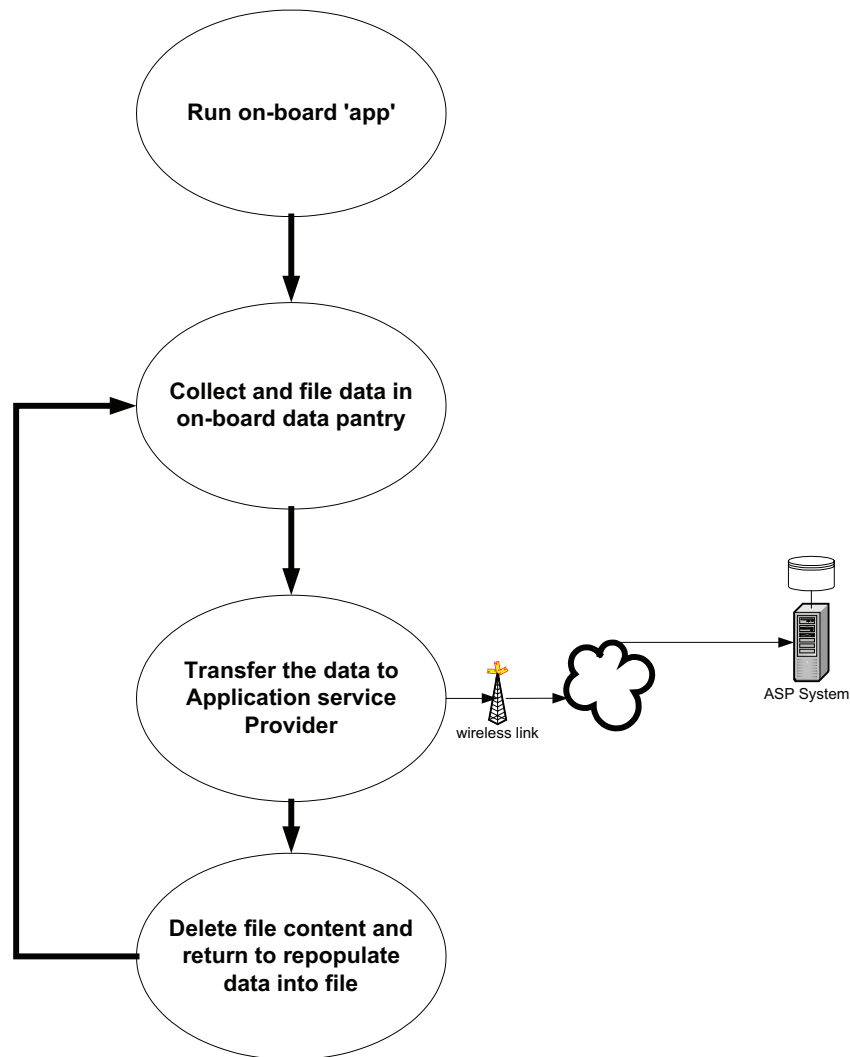 Run on-board 'app'
Collect and file data in
on-board data pantry
Transfer the data to
Application service
Provider
wireless link
ASP System
Delete file content and
return to repopulate
data into file